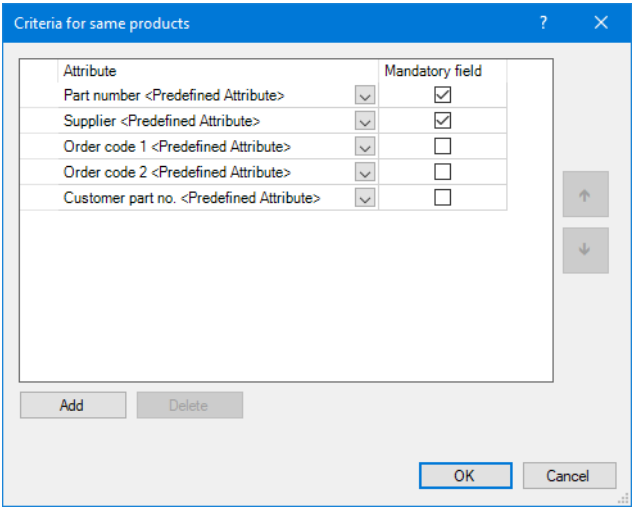 Criteria for same products ?
Attribute Mandatory field
Part number <Predefined Attribute>
Supplier <Predefined Attribute>
Order code 1 <Predefined Attribute>
Order code 2 <Predefined Attribute>
Customer part no. <Predefined Attribute>
Add Delete
OK Cancel